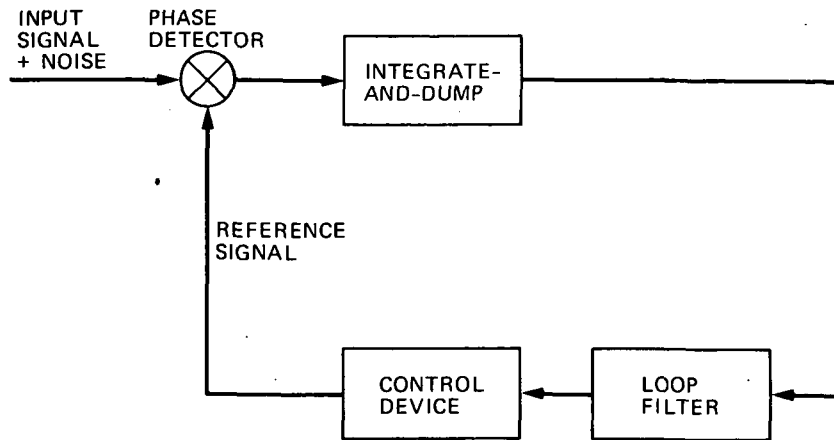 INPUT
SIGNAL
+ NOISE
PHASE
DETECTOR
INTEGRATE-
AND-DUMP
REFERENCE
SIGNAL
CONTROL
DEVICE
LOOP
FILTER